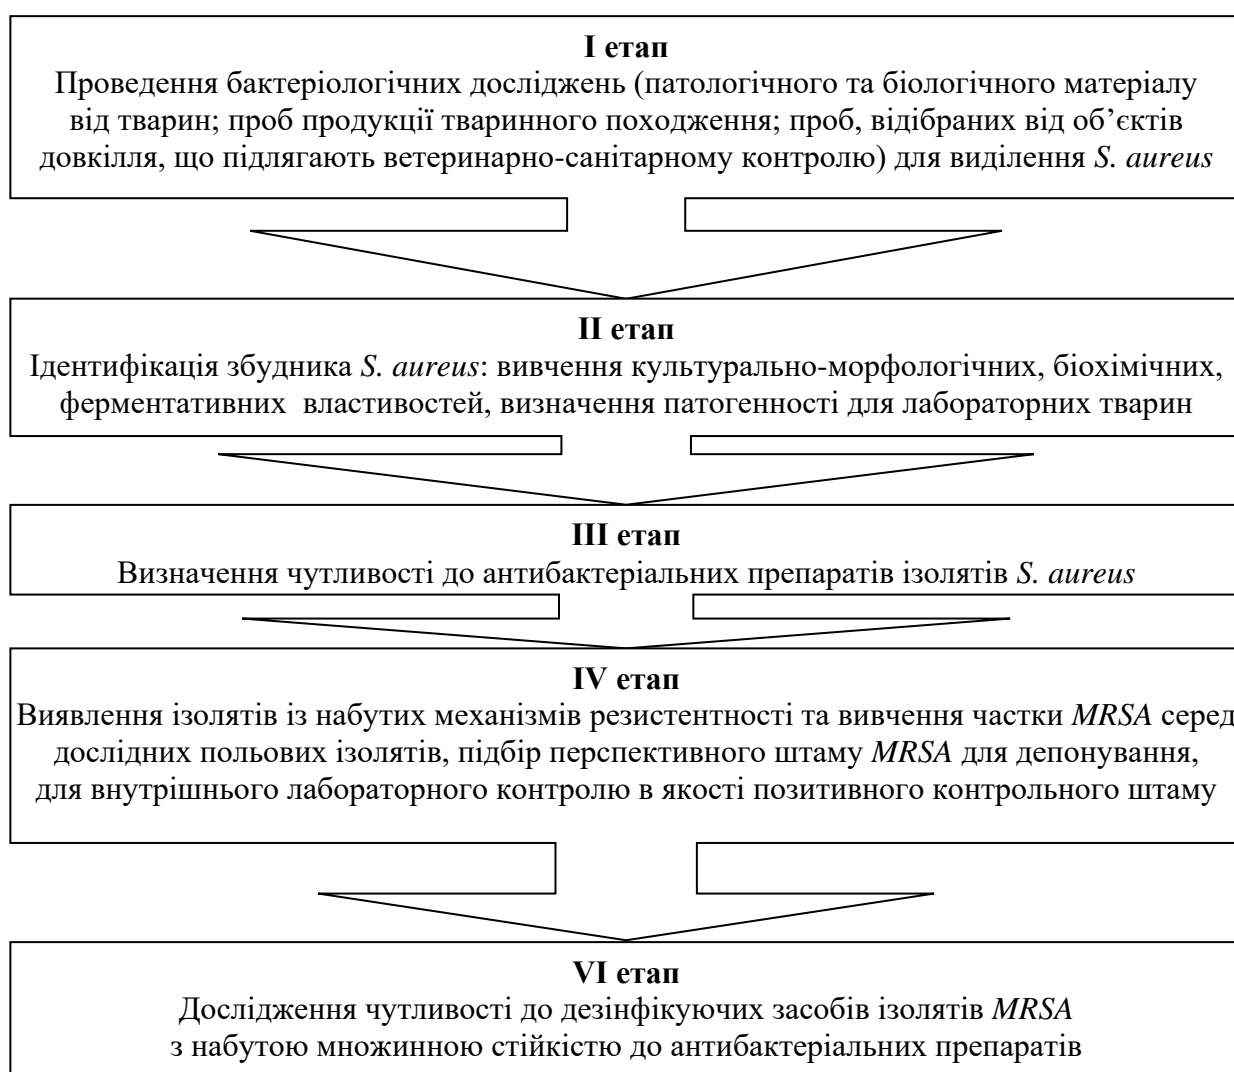 I етап
Проведення бактеріологічних досліджень (патологічного та біологічного матеріалу
від тварин; проб продукції тваринного походження; проб, відібраних від об’єктів
довкілля, що підлягають ветеринарно-санітарному контролю) для виділення S. aureus
II етап
Ідентифікація збудника S. aureus: вивчення культурально-морфологічних, біохімічних,
ферментативних властивостей, визначення патогенності для лабораторних тварин
III етап
Визначення чутливості до антибактеріальних препаратів ізолятів S. aureus
IV етап
Виявлення ізолятів із набутих механізмів резистентності та вивчення частки MRSA серед
дослідних польових ізолятів, підбір перспективного штаму MRSA для депонування,
для внутрішнього лабораторного контролю в якості позитивного контрольного штаму
VI етап
Дослідження чутливості до дезінфікуючих засобів ізолятів MRSA
з набутою множинною стійкістю до антибактеріальних препаратів